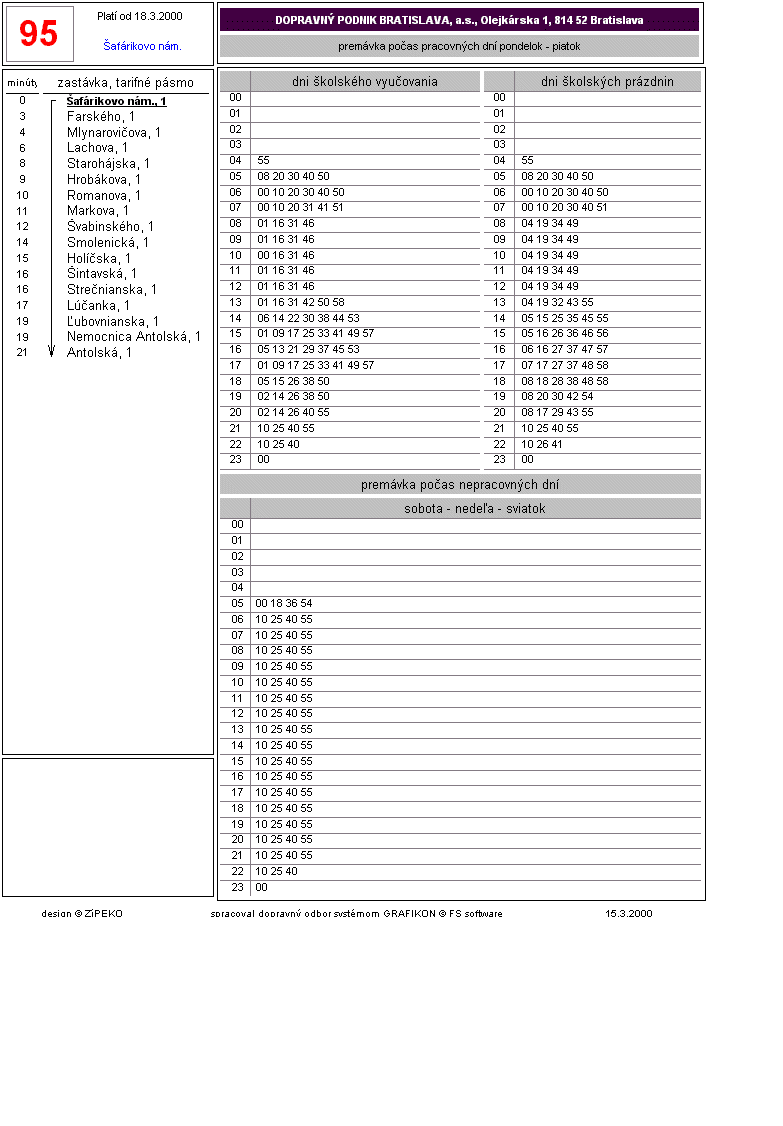 95
Platí od 18.3.2000
Šafárikovo nám.
DOPRAVNÝ PODNIK BRATISLAVA, a.s., Olejkárska 1, 814 52 Bratislava
premávka počas pracovných dní pondelok - piatok
minúty zastávka, tarifné pásmo
0 Šafárikovo nám., 1
3 Farského, 1
4 Mlynarovičova, 1
6 Lachova, 1
8 Starohájska, 1
9 Hrobákova, 1
10 Romanova, 1
11 Markova, 1
12 Švabinského, 1
14 Smolenická, 1
15 Holíčska, 1
16 Šintavská, 1
16 Strečnianska, 1
17 Lúčanka, 1
19 Ľubovnianska, 1
19 Nemocnica Antolská, 1
21 Antolská, 1
dni školského vyučovania
00
01
02
03
04 55
05 08 20 30 40 50
06 00 10 20 30 40 50
07 00 10 20 31 41 51
08 01 16 31 46
09 01 16 31 46
10 00 16 31 46
11 01 16 31 46
12 01 16 31 46
13 01 16 31 42 50 58
14 06 14 22 30 38 44 53
15 01 09 17 25 33 41 49 57
16 05 13 21 29 37 45 53
17 01 09 17 25 33 41 49 57
18 05 15 26 38 50
19 02 14 26 38 50
20 02 14 26 40 55
21 10 25 40 55
22 10 25 40
23 00
dni školských prázdnin
00
01
02
03
04 55
05 08 20 30 40 50
06 00 10 20 30 40 50
07 00 10 20 30 40 51
08 04 19 34 49
09 04 19 34 49
10 04 19 34 49
11 04 19 34 49
12 04 19 34 49
13 04 19 32 43 55
14 05 15 25 35 45 55
15 05 16 26 36 46 56
16 06 16 27 37 47 57
17 07 17 27 37 48 58
18 08 18 28 38 48 58
19 08 20 30 42 54
20 08 17 29 43 55
21 10 25 40 55
22 10 26 41
23 00
premávka počas nepracovných dní
sobota - nedeľa - sviatok
00
01
02
03
04
05 00 18 36 54
06 10 25 40 55
07 10 25 40 55
08 10 25 40 55
09 10 25 40 55
10 10 25 40 55
11 10 25 40 55
12 10 25 40 55
13 10 25 40 55
14 10 25 40 55
15 10 25 40 55
16 10 25 40 55
17 10 25 40 55
18 10 25 40 55
19 10 25 40 55
20 10 25 40 55
21 10 25 40 55
22 10 25 40
23 00
design © ZíPEKO spracoval dopravný odbor systémom GRAFIKON © FS software 15.3.2000